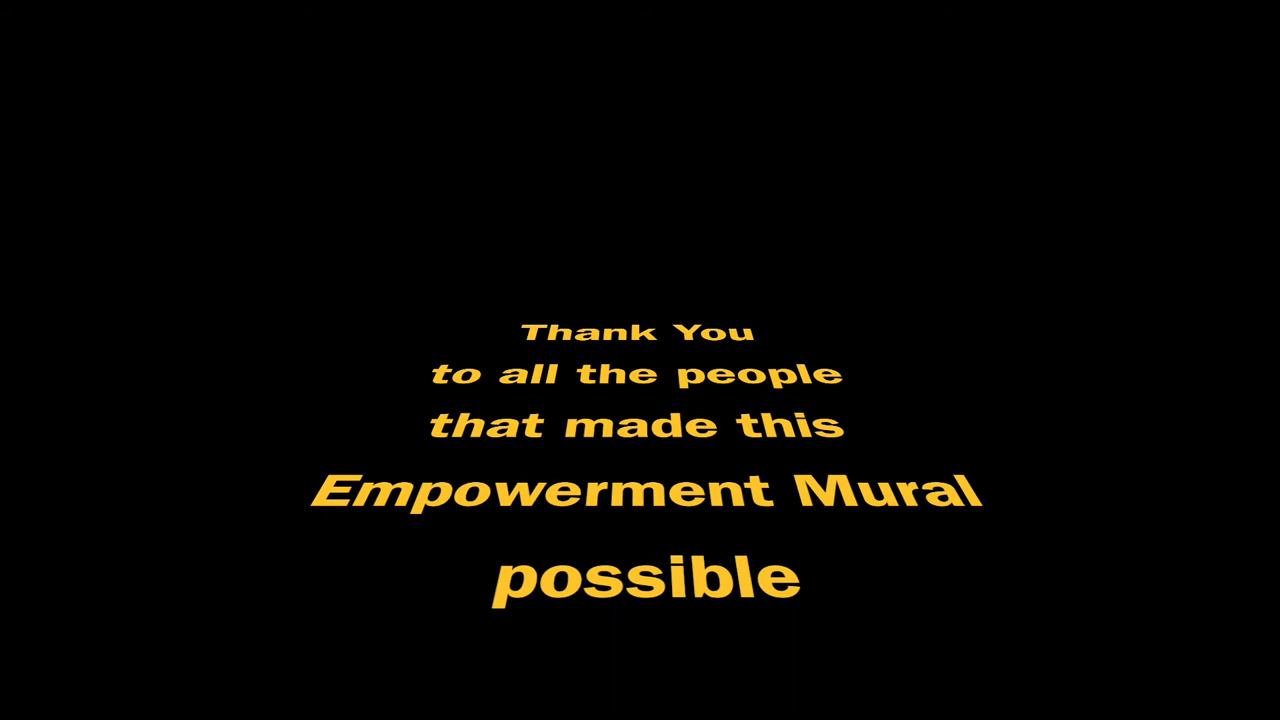 Thank You
to all the people
that made this
Empowerment Mural
possible